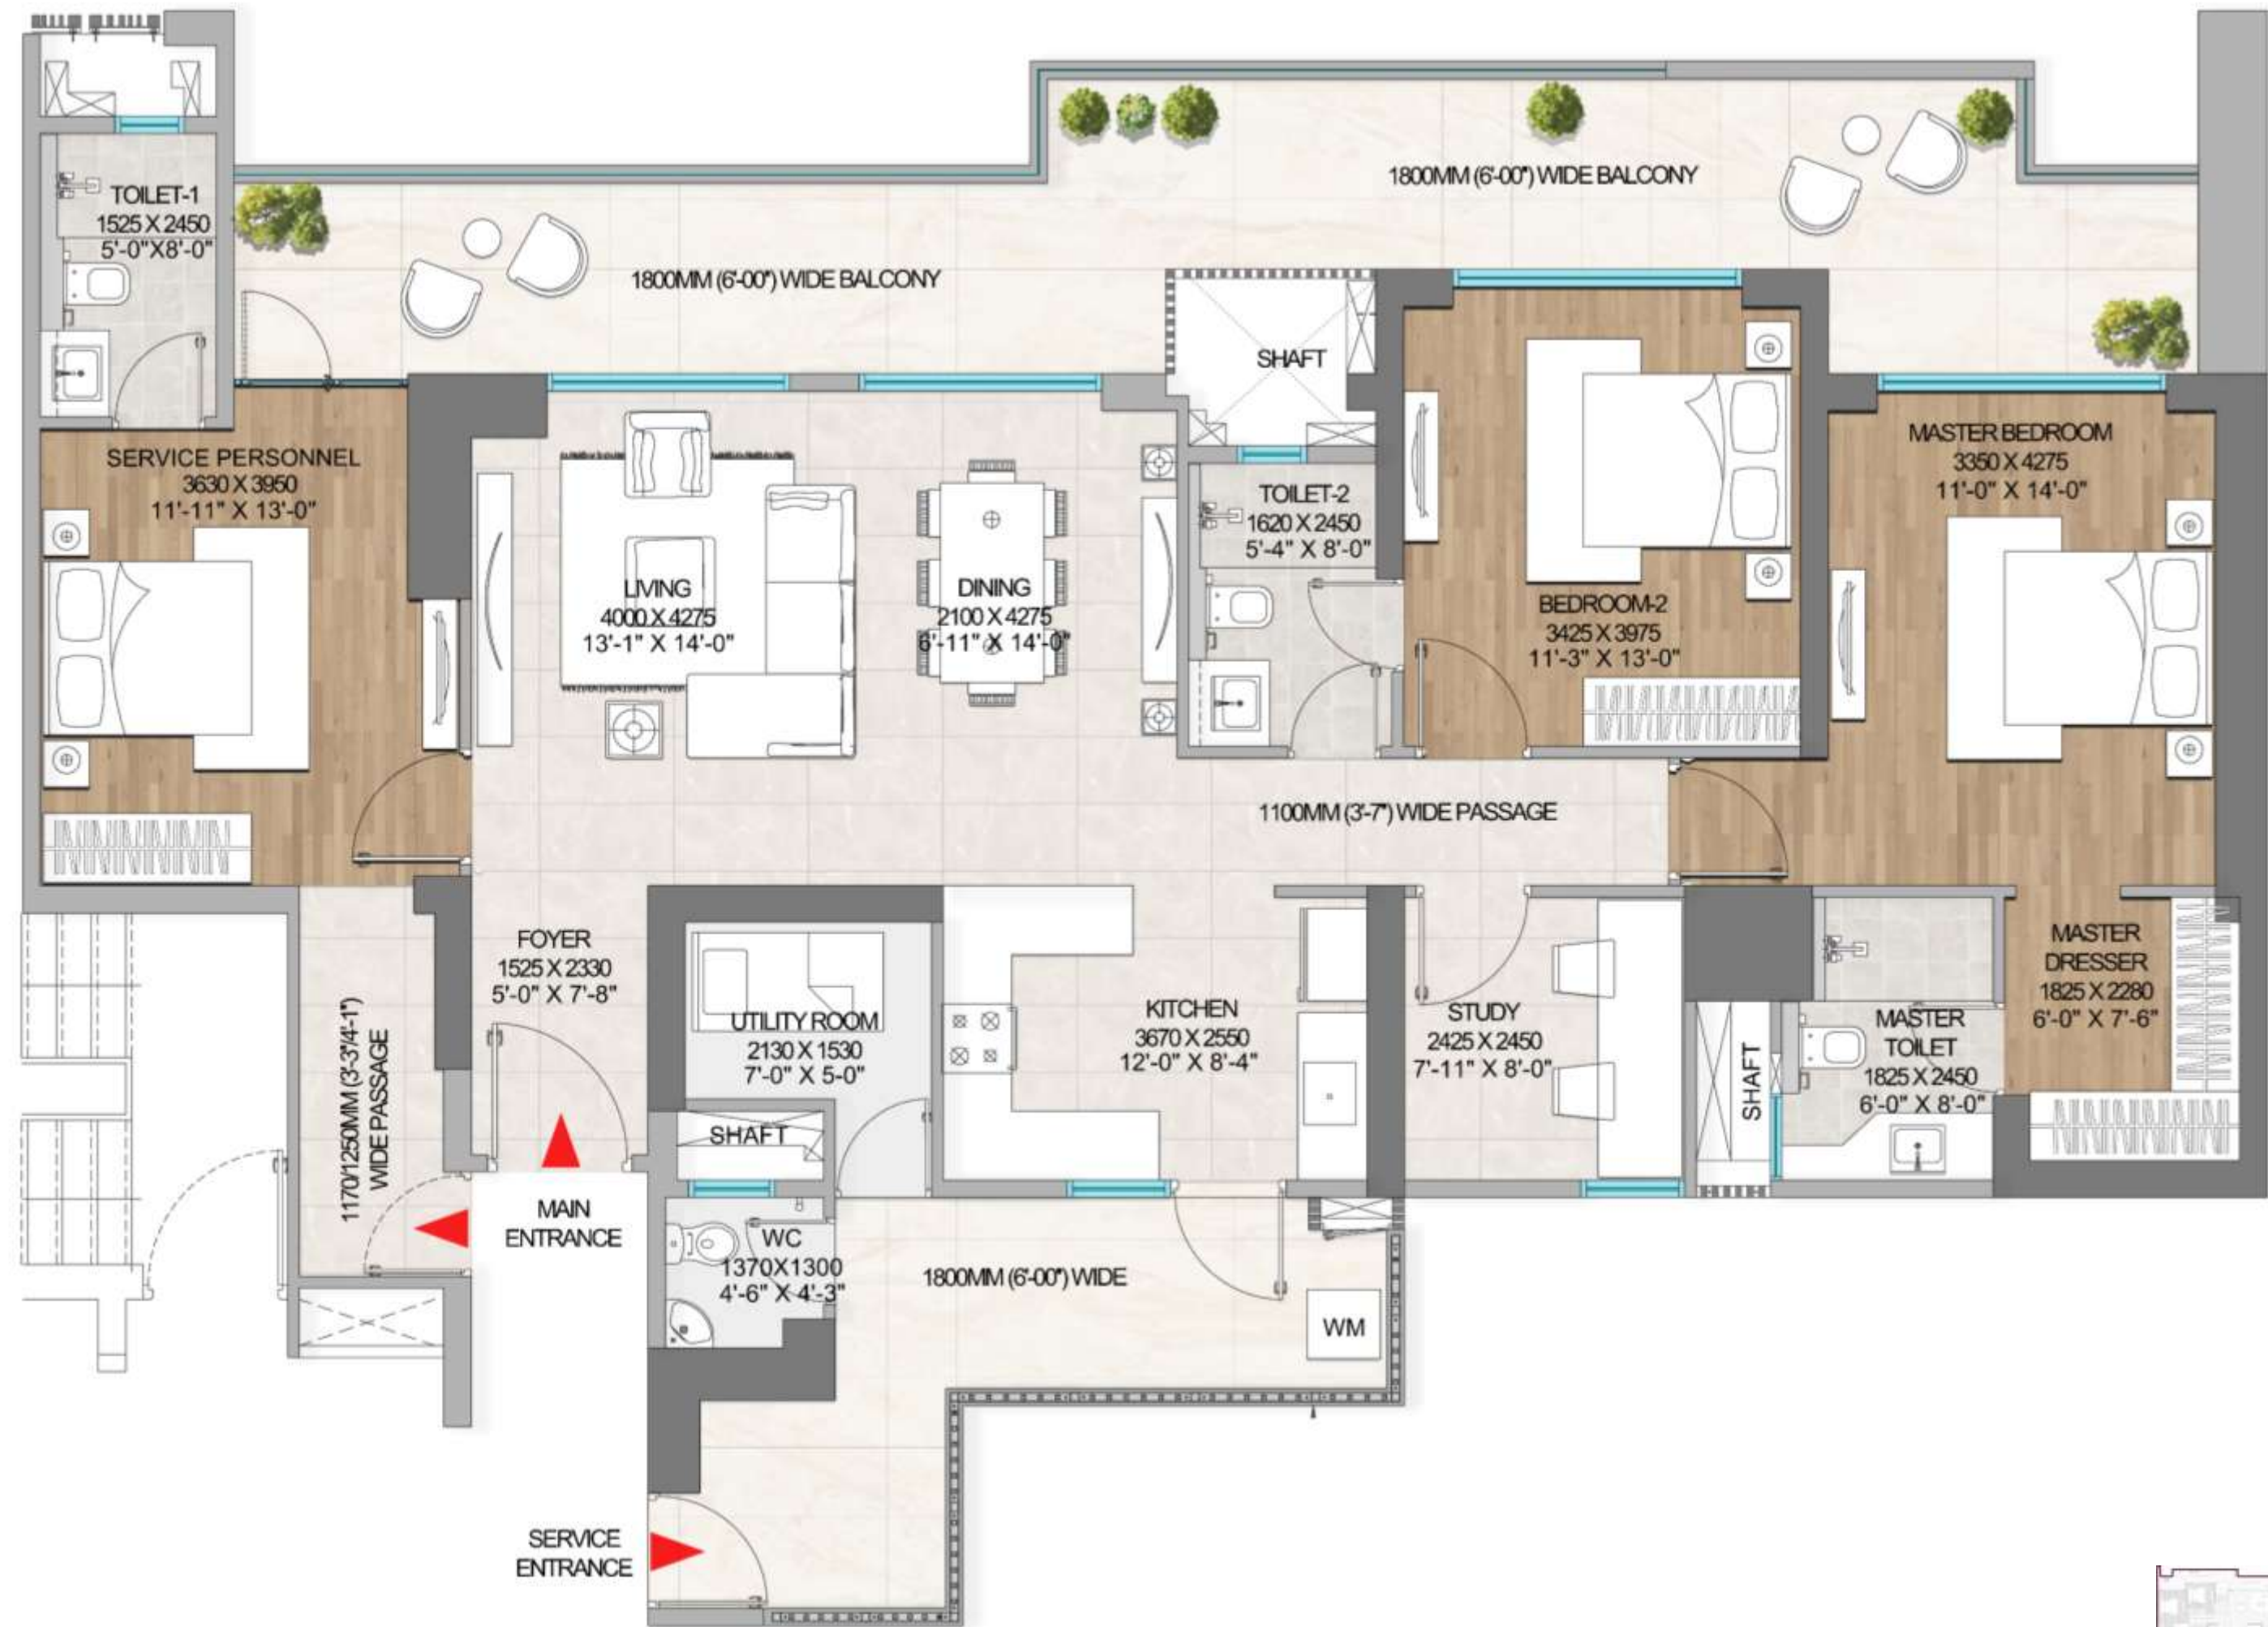 TOILET-1
1525 X 2450
5'-0"X8'-0"
1800MM (6'-00") WIDE BALCONY
1800MM (6'-00") WIDE BALCONY
SHAFT
SERVICE PERSONNEL
3630 X 3950
11'-11" X 13'-0"
LIVING
4000 X 4275
13'-1" X 14'-0"
DINING
2100 X 4275
6'-11" X 14'-0"
TOILET-2
1620 X 2450
5'-4" X 8'-0"
BEDROOM-2
3425 X 3975
11'-3" X 13'-0"
MASTER BEDROOM
3350 X 4275
11'-0" X 14'-0"
1100MM (3'-7") WIDE PASSAGE
FOYER
1525 X 2330
5'-0" X 7'-8"
1170/1250MM (3'-3"/4'-1")
WIDE PASSAGE
UTILITY ROOM
2130 X 1530
7'-0" X 5-0"
KITCHEN
3670 X 2550
12'-0" X 8'-4"
STUDY
2425 X 2450
7'-11" X 8'-0"
SHAFT
MASTER
TOILET
1825 X 2450
6'-0" X 8'-0"
MASTER
DRESSER
1825 X 2280
6'-0" X 7'-6"
SHAFT
MAIN
ENTRANCE
WC
1370X1300
4'-6" X 4'-3"
1800MM (6'-00") WIDE
WM
SERVICE
ENTRANCE